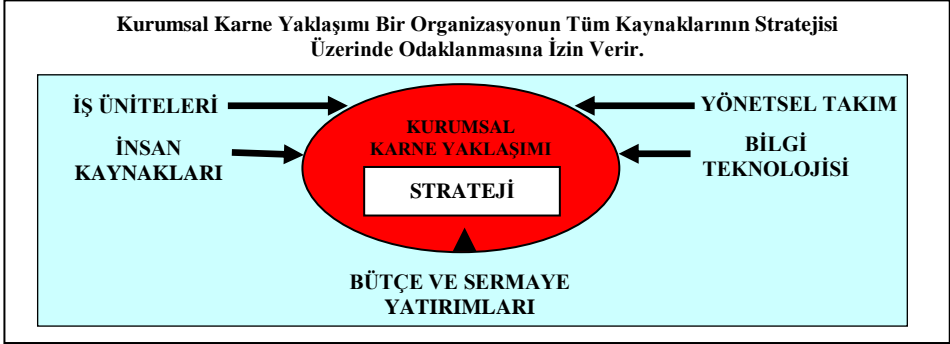 Kurumsal Karne Yaklaşımı Bir Organizasyonun Tüm Kaynaklarının Stratejisi
Üzerinde Odaklanmasına İzin Verir.
İŞ ÜNİTELERİ
YÖNETSEL TAKIM
KURUMSAL
KARNE YAKLAŞIMI
İNSAN
KAYNAKLARI
BİLGİ
TEKNOLOJİSİ
STRATEJİ
BÜTÇE VE SERMAYE
YATIRIMLARI